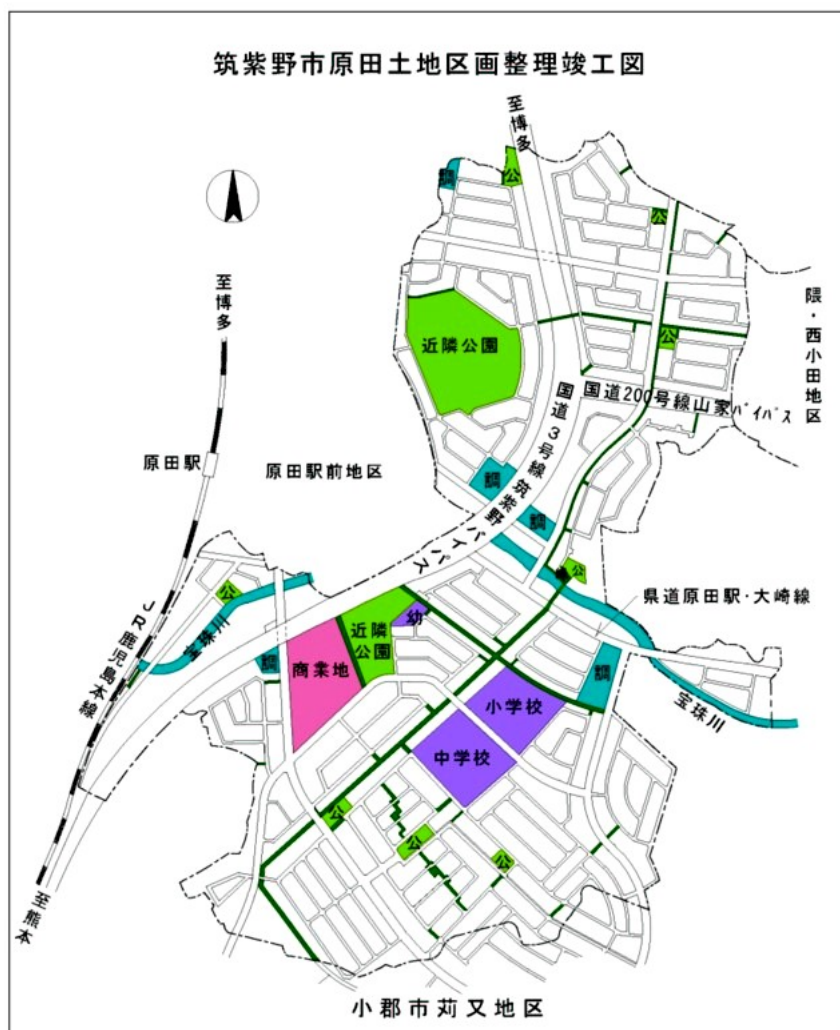 筑紫野市原田土地区画整理竣工図
至博多
調
公
公
至博多
隈・西小田地区
近隣公園
公
国道200号線山家バイパス
国道3号線筑紫野バイパス
原田駅
原田駅前地区
調
調
公
公
県道原田駅・大崎線
幼
近隣公園
宝珠川
調
商業地
調
JR鹿児島本線
小学校
宝珠川
中学校
公
公
公
至熊本
小郡市苅又地区